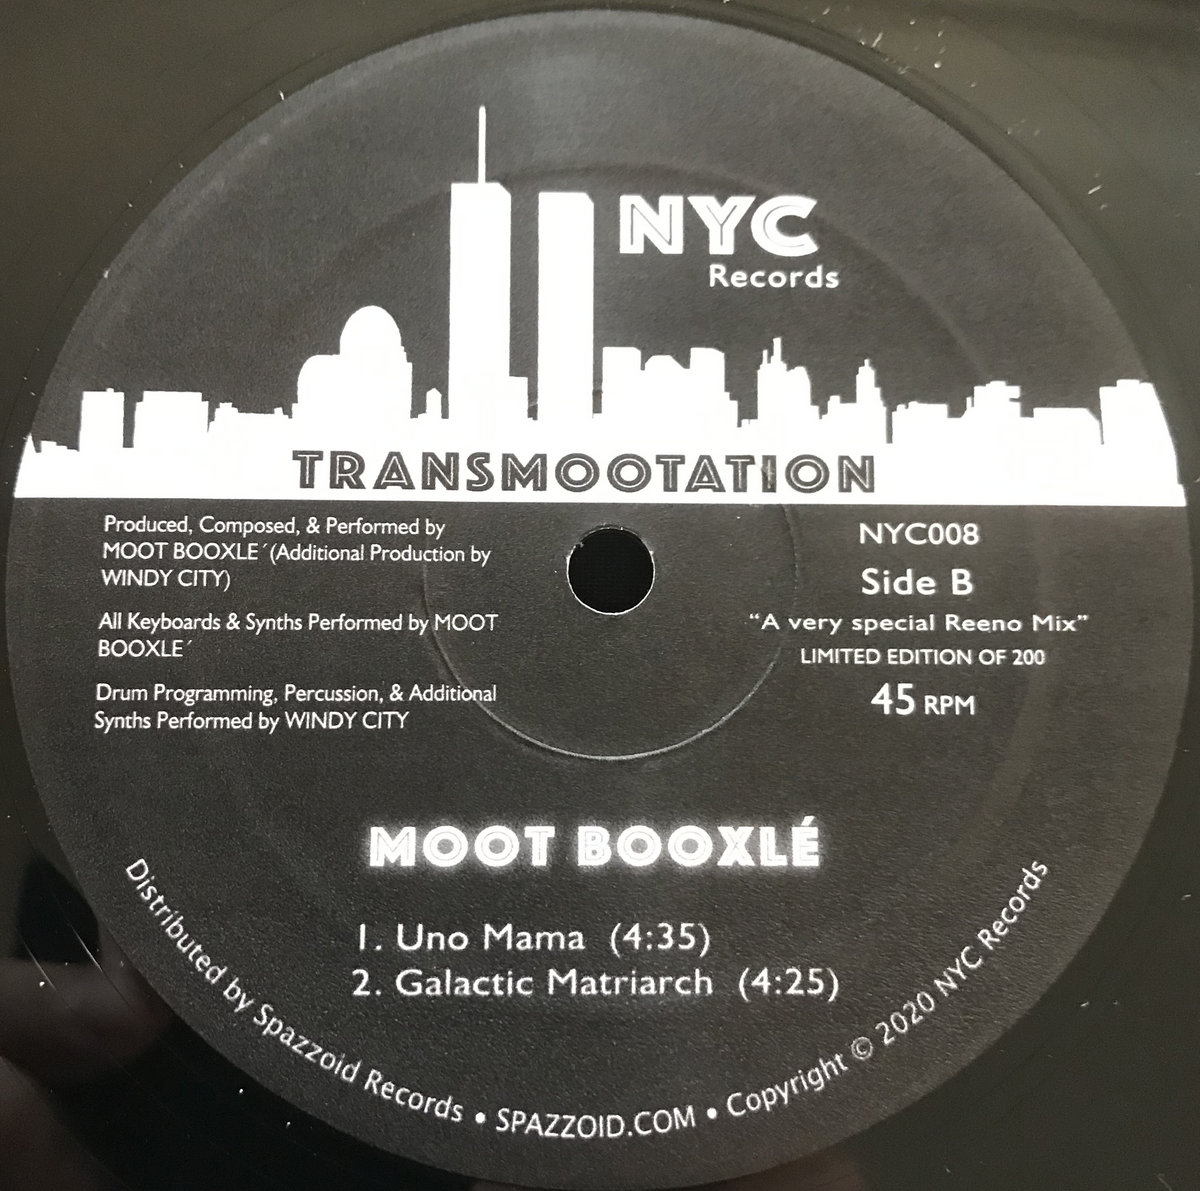 NYC
Records
TRANSMOOTATION
Produced, Composed, & Performed by
MOOT BOOXLE´(Additional Production by
WINDY CITY)
All Keyboards & Synths Performed by MOOT
BOOXLE´
Drum Programming, Percussion, & Additional
Synths Performed by WINDY CITY
NYC008
Side B
“A very special Reeno Mix”
LIMITED EDITION OF 200
45 RPM
MOOT BOOXLÉ
1. Uno Mama (4:35)
2. Galactic Matriarch (4:25)
Distributed by Spazzoid Records • SPAZZOID.COM • Copyright © 2020 NYC Records